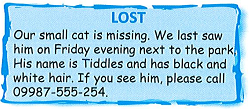 LOST
Our small cat is missing. We last saw
him on Friday evening next to the park.
His name is Tiddles and has black and
white hair. If you see him, please call
09987-555-254.